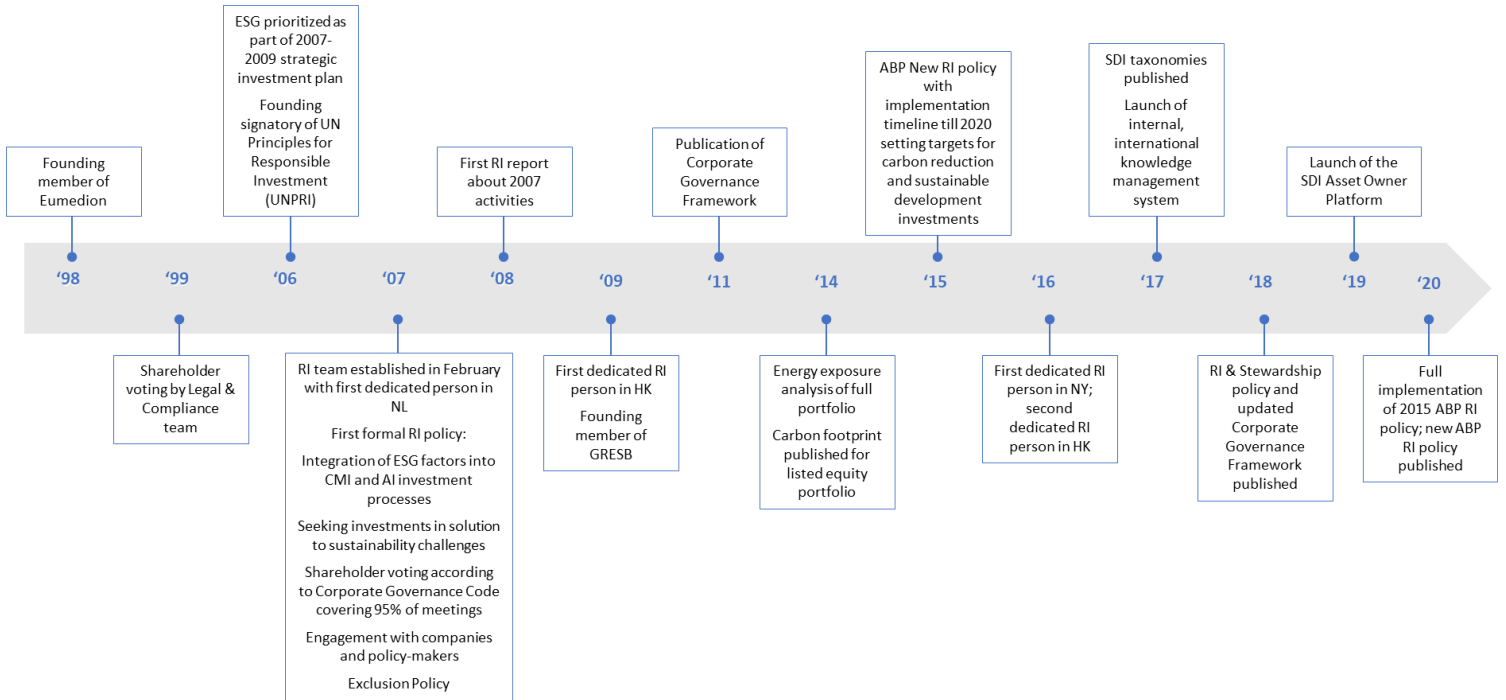 Founding
member of
Eumedion
ESG prioritized as
part of 2007-
2009 strategic
investment plan
Founding
signatory of UN
Principles for
Responsible
Investment
(UNPRI)
First RI report
about 2007
activities
Publication of
Corporate
Governance
Framework
ABP New RI policy
with
implementation
timeline till 2020
setting targets for
carbon reduction
and sustainable
development
investments
SDI taxonomies
published
Launch of
internal,
international
knowledge
management
system
Launch of the
SDI Asset Owner
Platform
‘98
‘99
‘06
‘07
‘08
‘09
‘11
‘14
‘15
‘16
‘17
‘18
‘19
‘20
Shareholder
voting by Legal &
Compliance
team
RI team established in February
with first dedicated person in
NL
First formal RI policy:
Integration of ESG factors into
CMI and AI investment
processes
Seeking investments in solution
to sustainability challenges
Shareholder voting according
to Corporate Governance Code
covering 95% of meetings
Engagement with companies
and policy-makers
Exclusion Policy
First dedicated RI
person in HK
Founding
member of
GRESB
Energy exposure
analysis of full
portfolio
Carbon footprint
published for
listed equity
portfolio
First dedicated RI
person in NY;
second
dedicated RI
person in HK
RI & Stewardship
policy and
updated
Corporate
Governance
Framework
published
Full
implementation
of 2015 ABP RI
policy; new ABP
RI policy
published